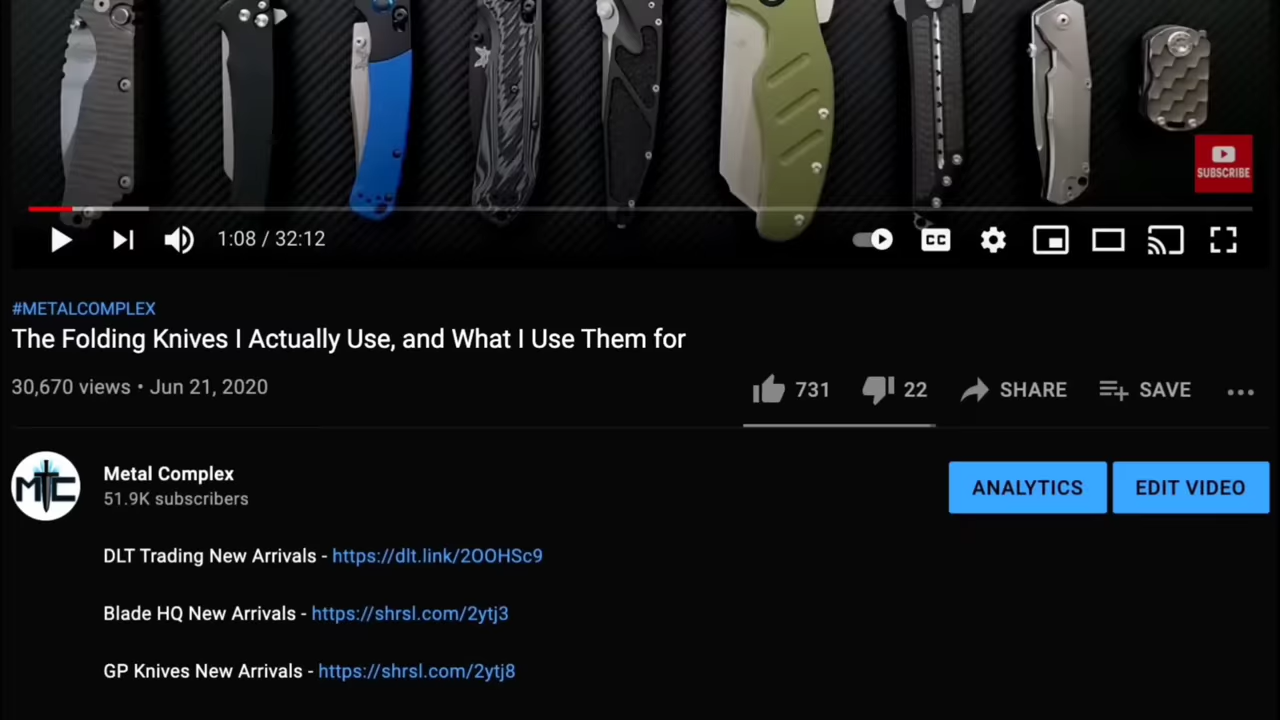 SUBSCRIBE
1:08 / 32:12
CC
#METALCOMPLEX
The Folding Knives I Actually Use, and What I Use Them for
30,670 views • Jun 21, 2020
731 22 SHARE SAVE
MTC
Metal Complex
51.9K subscribers
ANALYTICS EDIT VIDEO
DLT Trading New Arrivals - https://dlt.link/2OOHSc9
Blade HQ New Arrivals - https://shrsl.com/2ytj3
GP Knives New Arrivals - https://shrsl.com/2ytj8